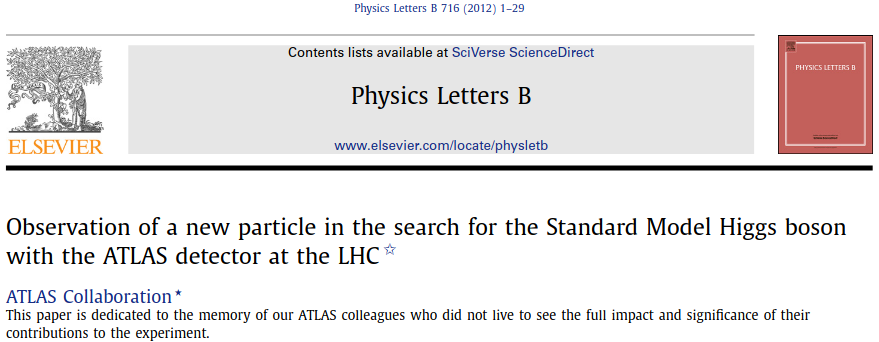 Physics Letters B 716 (2012) 1–29
Contents lists available at SciVerse ScienceDirect
Physics Letters B
www.elsevier.com/locate/physletb
ELSEVIER
PHYSICS LETTERS B
Observation of a new particle in the search for the Standard Model Higgs boson
with the ATLAS detector at the LHC ☆
ATLAS Collaboration ⋆
This paper is dedicated to the memory of our ATLAS colleagues who did not live to see the full impact and significance of their
contributions to the experiment.